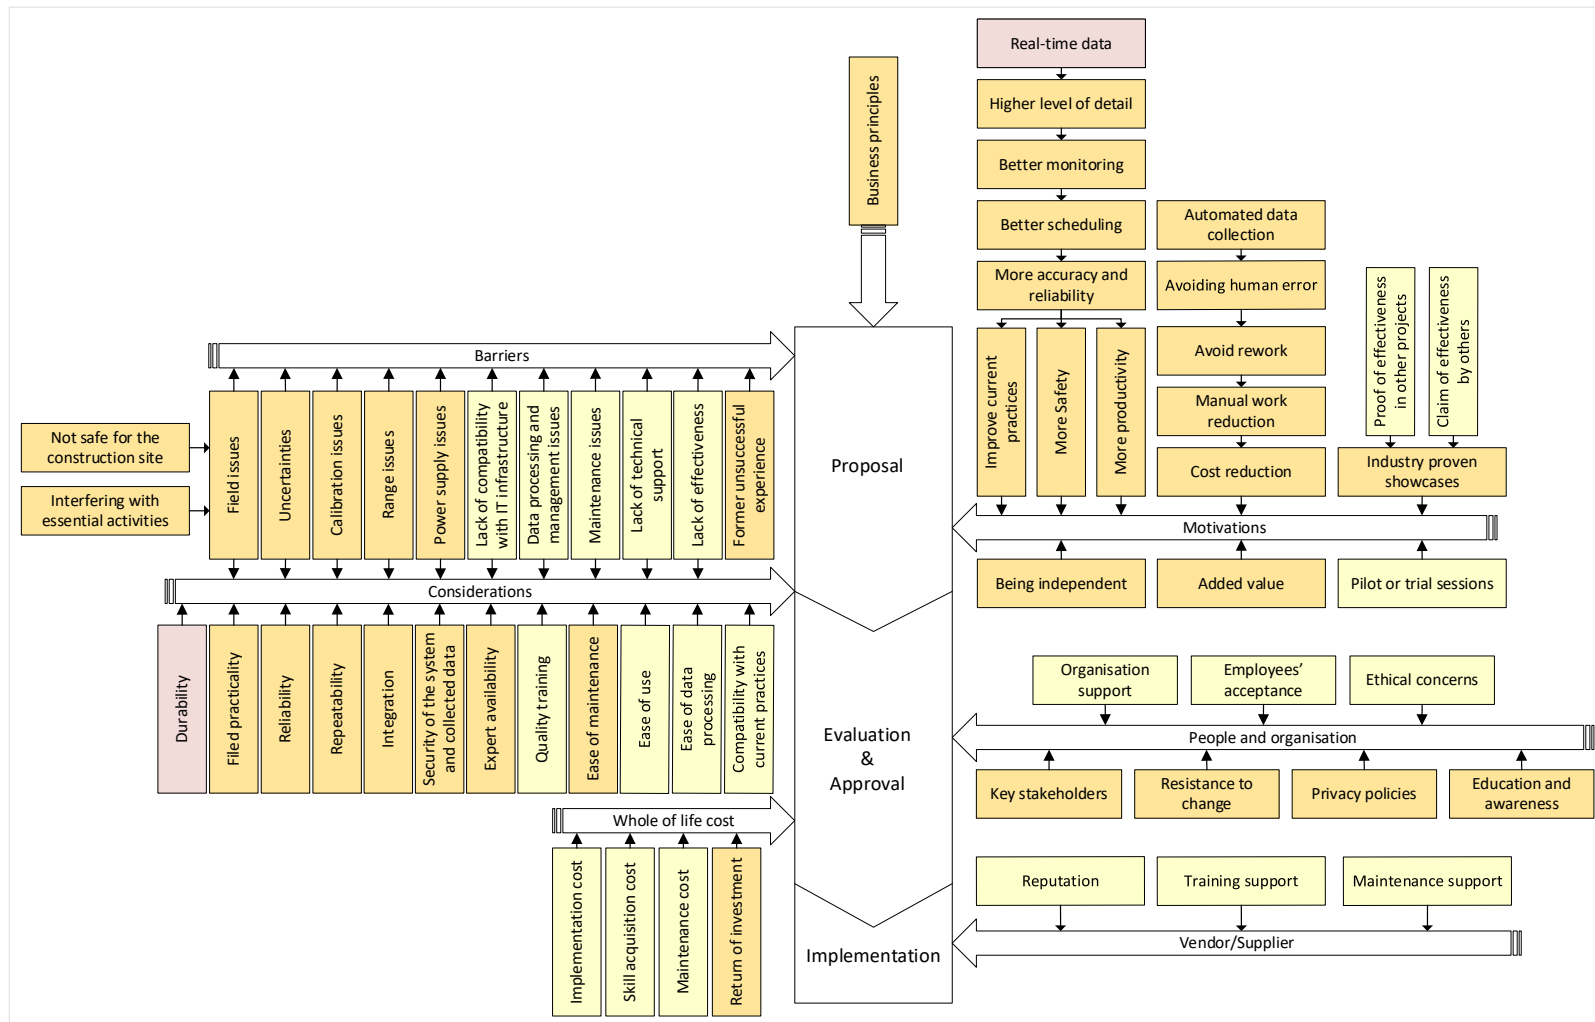 Real-time data
Higher level of detail
Better monitoring
Better scheduling
More accuracy and
reliability
Improve current
practices
More Safety
More productivity
Automated data
collection
Avoiding human error
Avoid rework
Manual work
reduction
Cost reduction
Proof of effectiveness
in other projects
Claim of effectiveness
by others
Industry proven
showcases
Motivations
Being independent
Added value
Pilot or trial sessions
Business principles
Barriers
Not safe for the
construction site
Interfering with
essential activities
Field issues
Uncertainties
Calibration issues
Range issues
Power supply issues
Lack of compatibility
with IT infrastructure
Data processing and
management issues
Maintenance issues
Lack of technical
support
Lack of effectiveness
Former unsuccessful
experience
Considerations
Durability
Filed practicality
Reliability
Repeatability
Integration
Security of the system
and collected data
Expert availability
Quality training
Ease of maintenance
Ease of use
Ease of data
processing
Compatibility with
current practices
Whole of life cost
Implementation cost
Skill acquisition cost
Maintenance cost
Return of investment
Proposal
Evaluation
&
Approval
Implementation
Organisation
support
Employees’
acceptance
Ethical concerns
People and organisation
Key stakeholders
Resistance to
change
Privacy policies
Education and
awareness
Reputation
Training support
Maintenance support
Vendor/Supplier